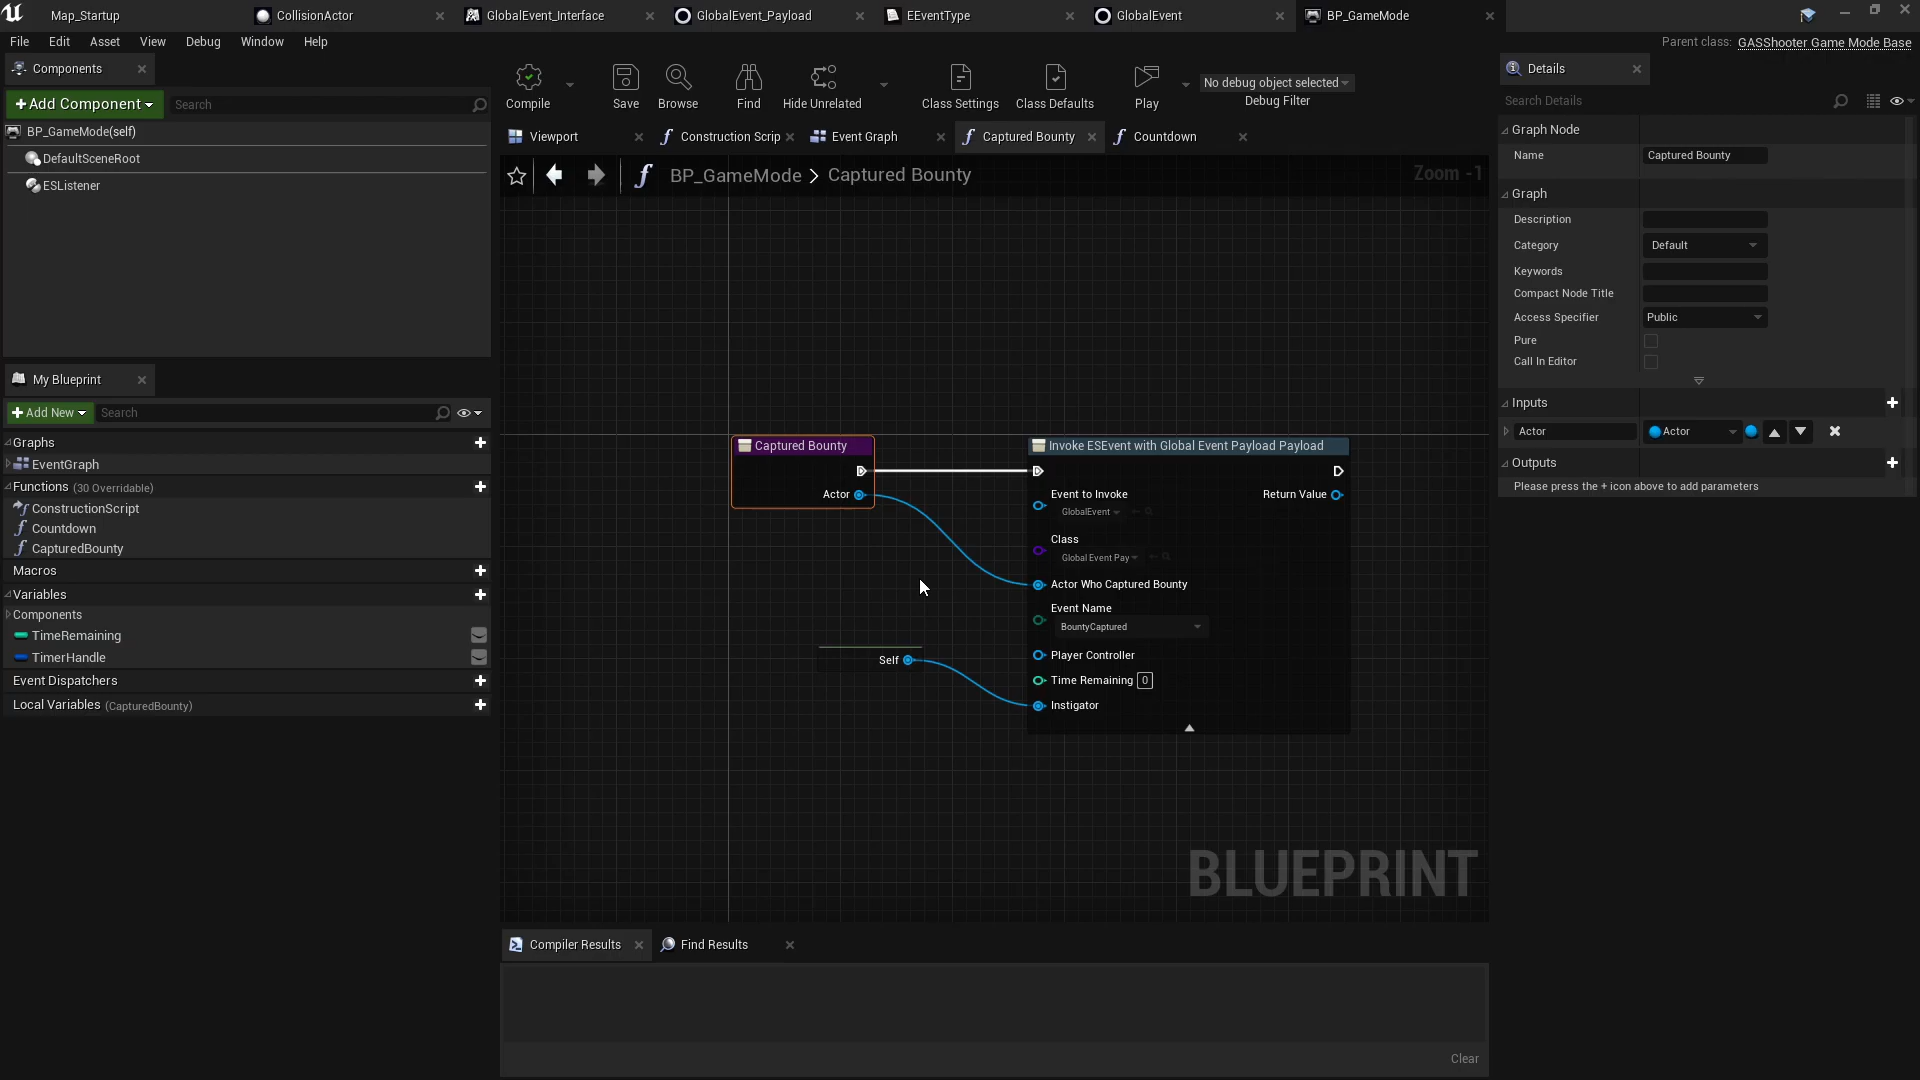 Map_Startup
CollisionActor
GlobalEvent_Interface
GlobalEvent_Payload
EEventType
GlobalEvent
BP_GameMode
File Edit Asset View Debug Window Help
Parent class: GASShooter Game Mode Base
Components
+Add Component
Search
BP_GameMode(self)
DefaultSceneRoot
ESListener
Compile
Save
Browse
Find
Hide Unrelated
Class Settings
Class Defaults
Play
No debug object selected
Debug Filter
Viewport
Construction Scrip
Event Graph
Captured Bounty
Countdown
BP_GameMode > Captured Bounty
Zoom -1
My Blueprint
+Add New
Search
Graphs
EventGraph
Functions (30 Overridable)
ConstructionScript
Countdown
CapturedBounty
Macros
Variables
Components
TimeRemaining
TimerHandle
Event Dispatchers
Local Variables (CapturedBounty)
Captured Bounty
Actor
Self
Invoke ESEvent with Global Event Payload Payload
Event to Invoke
GlobalEvent
Return Value
Class
Global Event Pay
Actor Who Captured Bounty
Event Name
BountyCaptured
Player Controller
Time Remaining 0
Instigator
BLUEPRINT
Compiler Results
Find Results
Clear
Details
Search Details
Graph Node
Name Captured Bounty
Graph
Description
Category Default
Keywords
Compact Node Title
Access Specifier Public
Pure
Call In Editor
Inputs
Actor Actor
Outputs
Please press the + icon above to add parameters